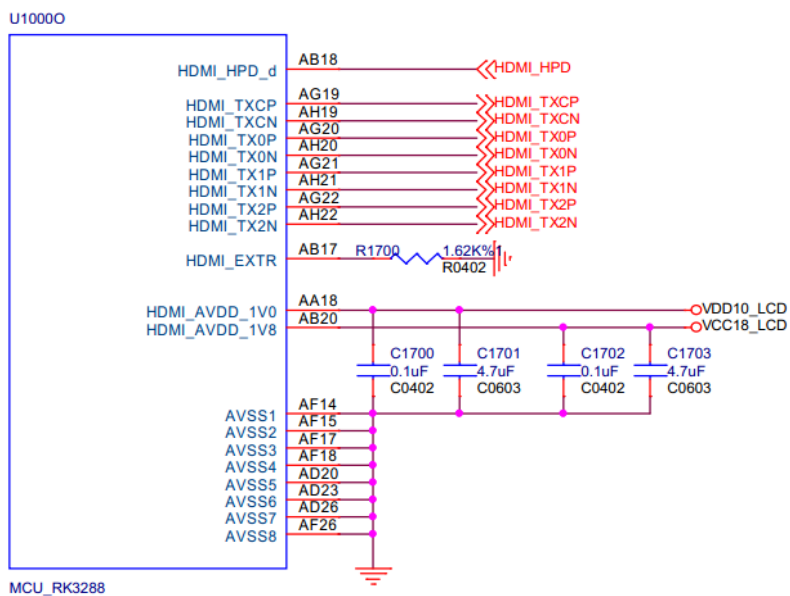 U1000O
HDMI_HPD_d AB18 HDMI_HPD
HDMI_TXCP AG19 HDMI_TXCP
HDMI_TXCN AH19 HDMI_TXCN
HDMI_TX0P AG20 HDMI_TX0P
HDMI_TX0N AH20 HDMI_TX0N
HDMI_TX1P AG21 HDMI_TX1P
HDMI_TX1N AH21 HDMI_TX1N
HDMI_TX2P AG22 HDMI_TX2P
HDMI_TX2N AH22 HDMI_TX2N
HDMI_EXTR AB17 R1700 1.62K%1
R0402
HDMI_AVDD_1V0 AA18 VDD10_LCD
HDMI_AVDD_1V8 AB20 VCC18_LCD
C1700 C1701 C1702 C1703
0.1uF 4.7uF 0.1uF 4.7uF
C0402 C0603 C0402 C0603
AVSS1 AF14
AVSS2 AF15
AVSS3 AF17
AVSS4 AF18
AVSS5 AD20
AVSS6 AD23
AVSS7 AD26
AVSS8 AF26
MCU_RK3288